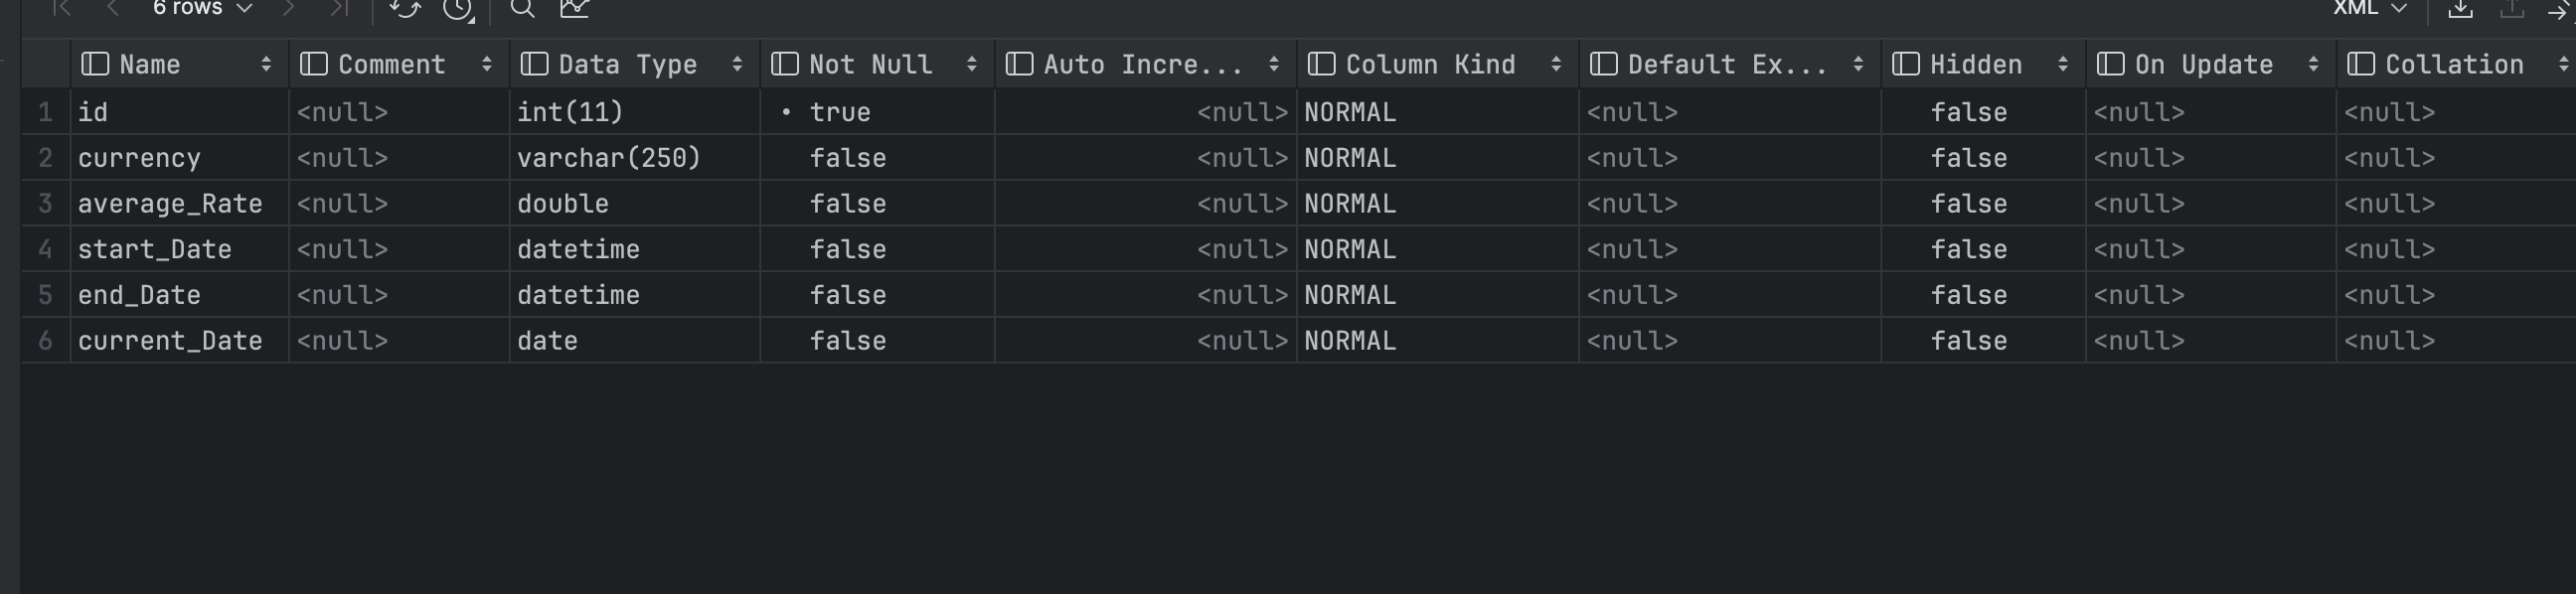 6 rows XML
Name Comment Data Type Not Null Auto Incre... Column Kind Default Ex... Hidden On Update Collation
1 id <null> int(11) • true <null> NORMAL <null> false <null> <null>
2 currency <null> varchar(250) false <null> NORMAL <null> false <null> <null>
3 average_Rate <null> double false <null> NORMAL <null> false <null> <null>
4 start_Date <null> datetime false <null> NORMAL <null> false <null> <null>
5 end_Date <null> datetime false <null> NORMAL <null> false <null> <null>
6 current_Date <null> date false <null> NORMAL <null> false <null> <null>